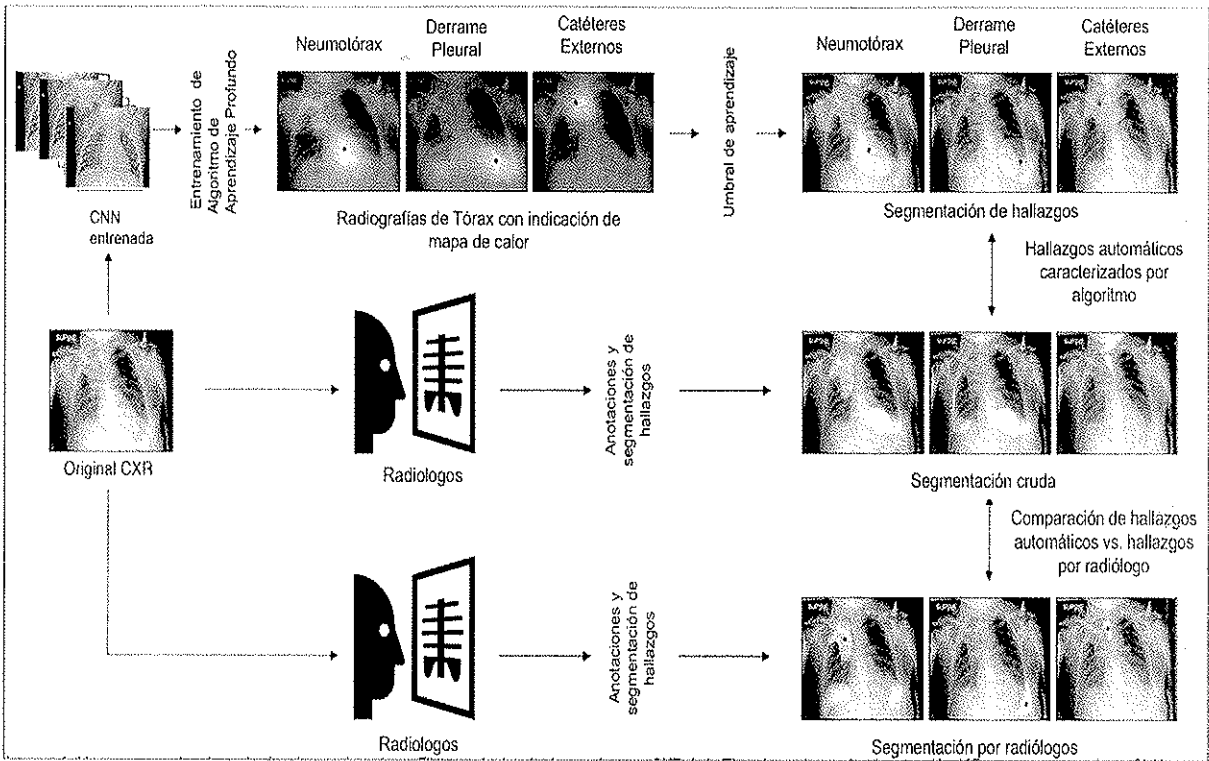 Neumotórax
Derrame
Pleural
Catéteres
Externos
Neumotórax
Derrame
Pleural
Catéteres
Externos
Entrenamiento de
Algoritmo de
Aprendizaje Profundo
Umbral de aprendizaje
CNN
entrenada
Radiografías de Tórax con indicación de
mapa de calor
Segmentación de hallazgos
Hallazgos automáticos
caracterizados por
algoritmo
Original CXR
Radiologos
Anotaciones y
segmentación de
hallazgos
Segmentación cruda
Comparación de hallazgos
automáticos vs. hallazgos
por radiólogo
Radiologos
Anotaciones y
segmentación de
hallazgos
Segmentación por radiólogos